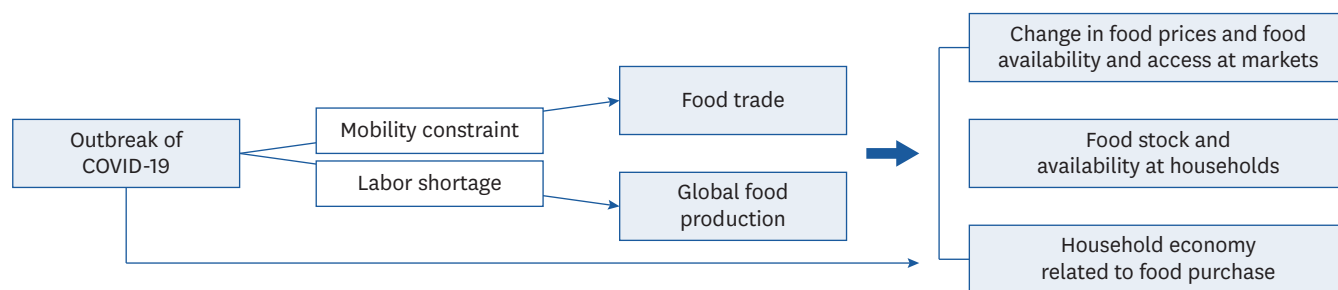 Outbreak of
COVID-19
Mobility constraint
Labor shortage
Food trade
Global food
production
Change in food prices and food
availability and access at markets
Food stock and
availability at households
Household economy
related to food purchase